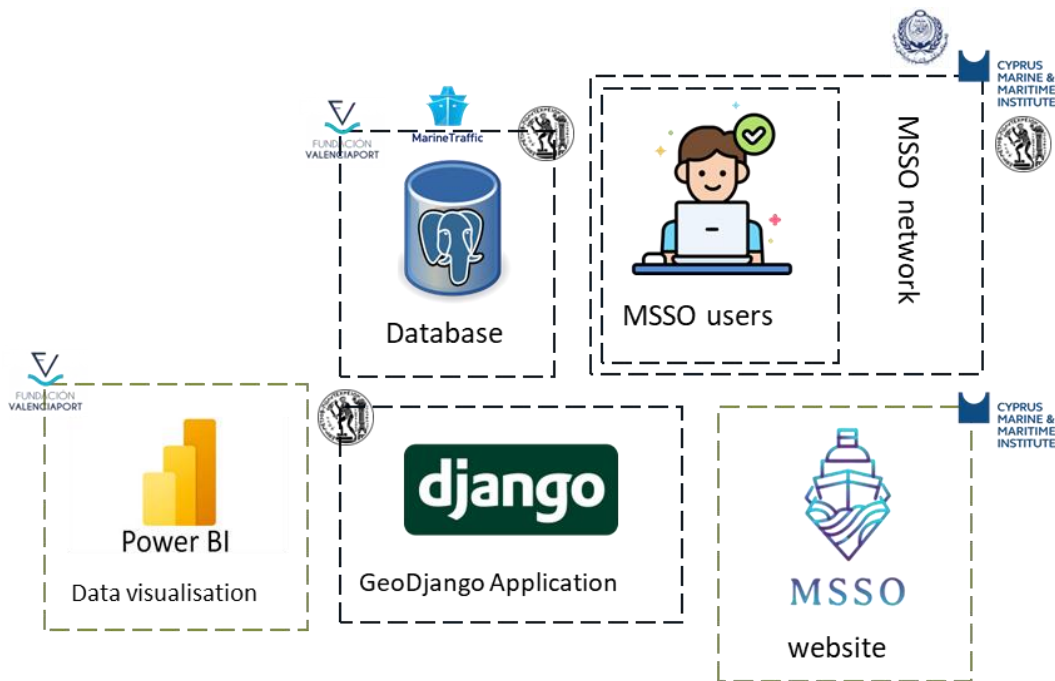 CYPRUS
MARINE &
MARITIME
INSTITUTE
FUNDACIÓN
VALENCIAPORT
MarineTraffic
MSSO network
Database
MSSO users
FUNDACIÓN
VALENCIAPORT
CYPRUS
MARINE &
MARITIME
INSTITUTE
django
Power BI
Data visualisation
GeoDjango Application
MSSO
website